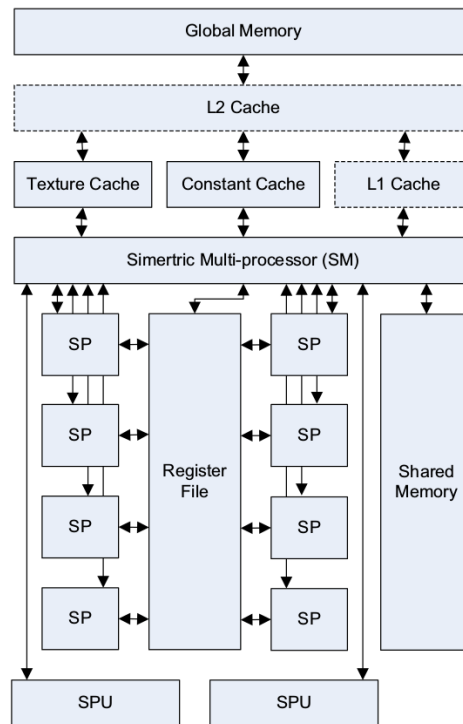 Global Memory
L2 Cache
Texture Cache
Constant Cache
L1 Cache
Simertric Multi-processor (SM)
SP
SP
SP
SP
Register
File
Shared
Memory
SP
SP
SP
SP
SPU
SPU